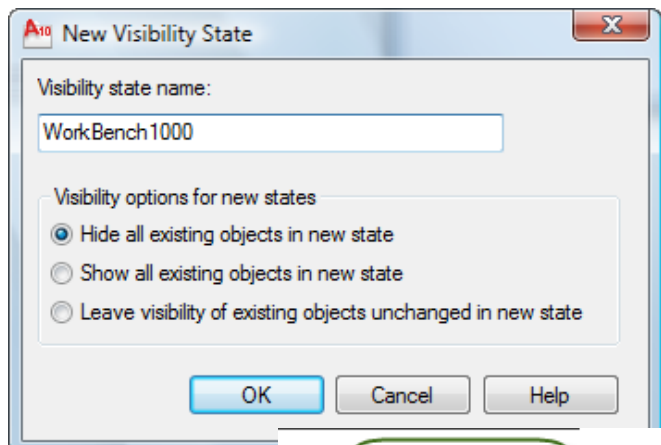 A10 New Visibility State
Visibility state name:
WorkBench1000
Visibility options for new states
Hide all existing objects in new state
Show all existing objects in new state
Leave visibility of existing objects unchanged in new state
OK Cancel Help